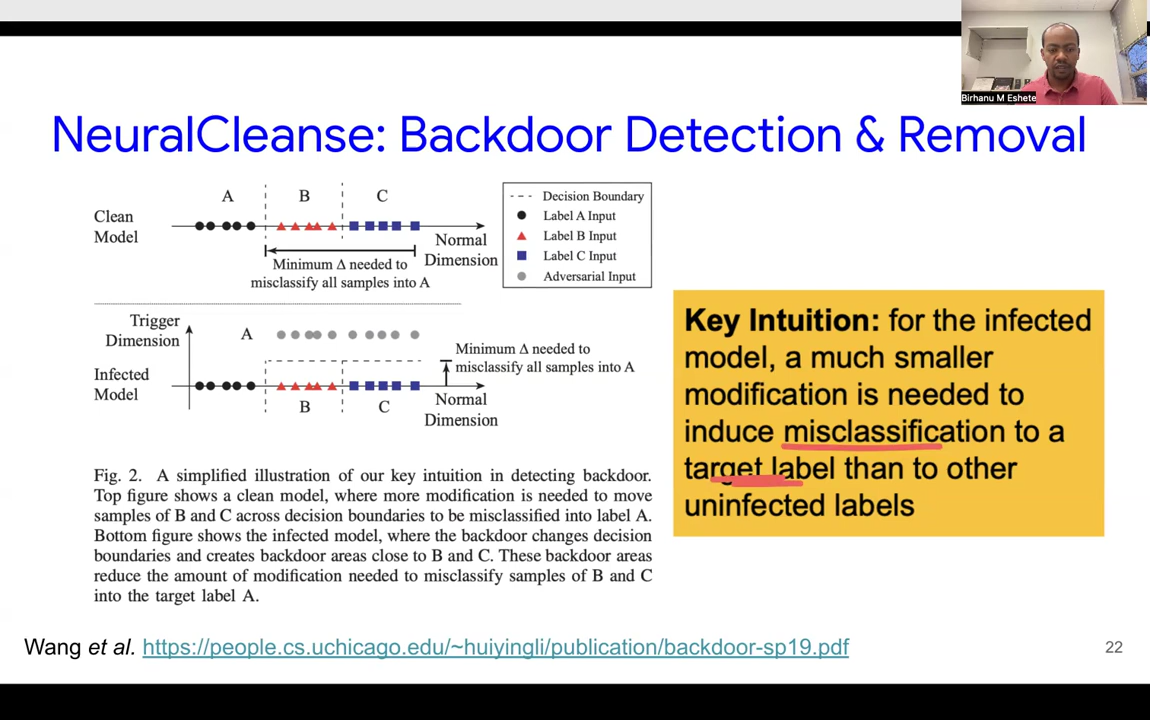 Birhanu M Eshete
NeuralCleanse: Backdoor Detection & Removal
A B C
Clean
Model
Normal
Dimension
Minimum Δ needed to
misclassify all samples into A
- - - Decision Boundary
Label A Input
Label B Input
Label C Input
Adversarial Input
Trigger
Dimension
A
Infected
Model
B C
Minimum Δ needed to
misclassify all samples into A
Normal
Dimension
Key Intuition: for the infected
model, a much smaller
modification is needed to
induce misclassification to a
target label than to other
uninfected labels
Fig. 2. A simplified illustration of our key intuition in detecting backdoor.
Top figure shows a clean model, where more modification is needed to move
samples of B and C across decision boundaries to be misclassified into label A.
Bottom figure shows the infected model, where the backdoor changes decision
boundaries and creates backdoor areas close to B and C. These backdoor areas
reduce the amount of modification needed to misclassify samples of B and C
into the target label A.
Wang et al. https://people.cs.uchicago.edu/~huiyingli/publication/backdoor-sp19.pdf
22